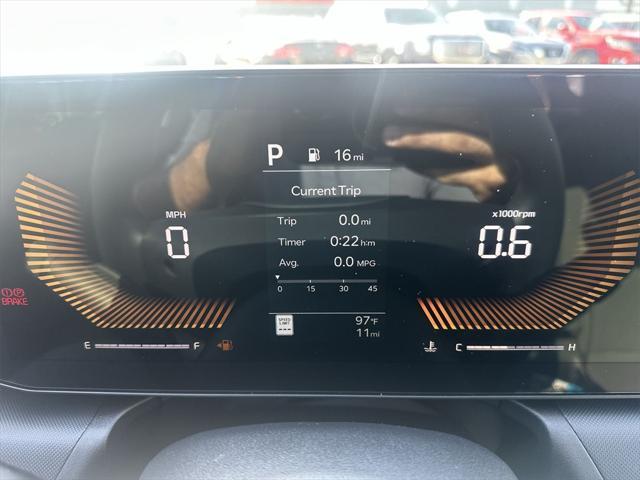 P 16 mi
Current Trip
MPH
0
Trip 0.0 mi
Timer 0:22 h:m
Avg. 0.0 MPG
0 15 30 45
x1000rpm
0.6
BRAKE
SPEED LIMIT
---
97°F
11 mi
E F
C H